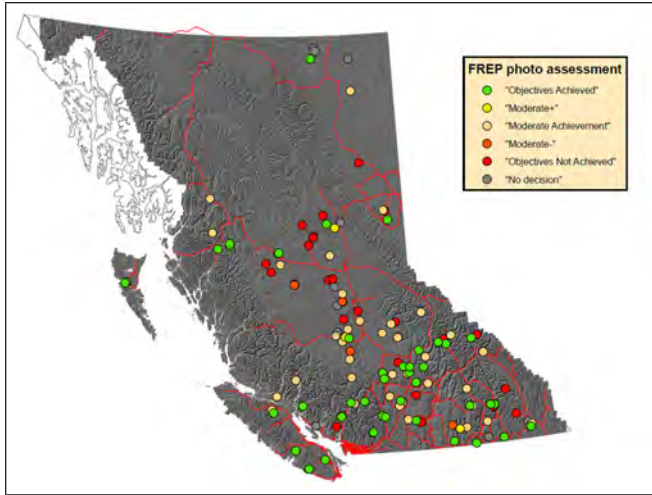 FREP photo assessment
"Objectives Achieved"
"Moderate+"
"Moderate Achievement"
"Moderate-"
"Objectives Not Achieved"
"No decision"